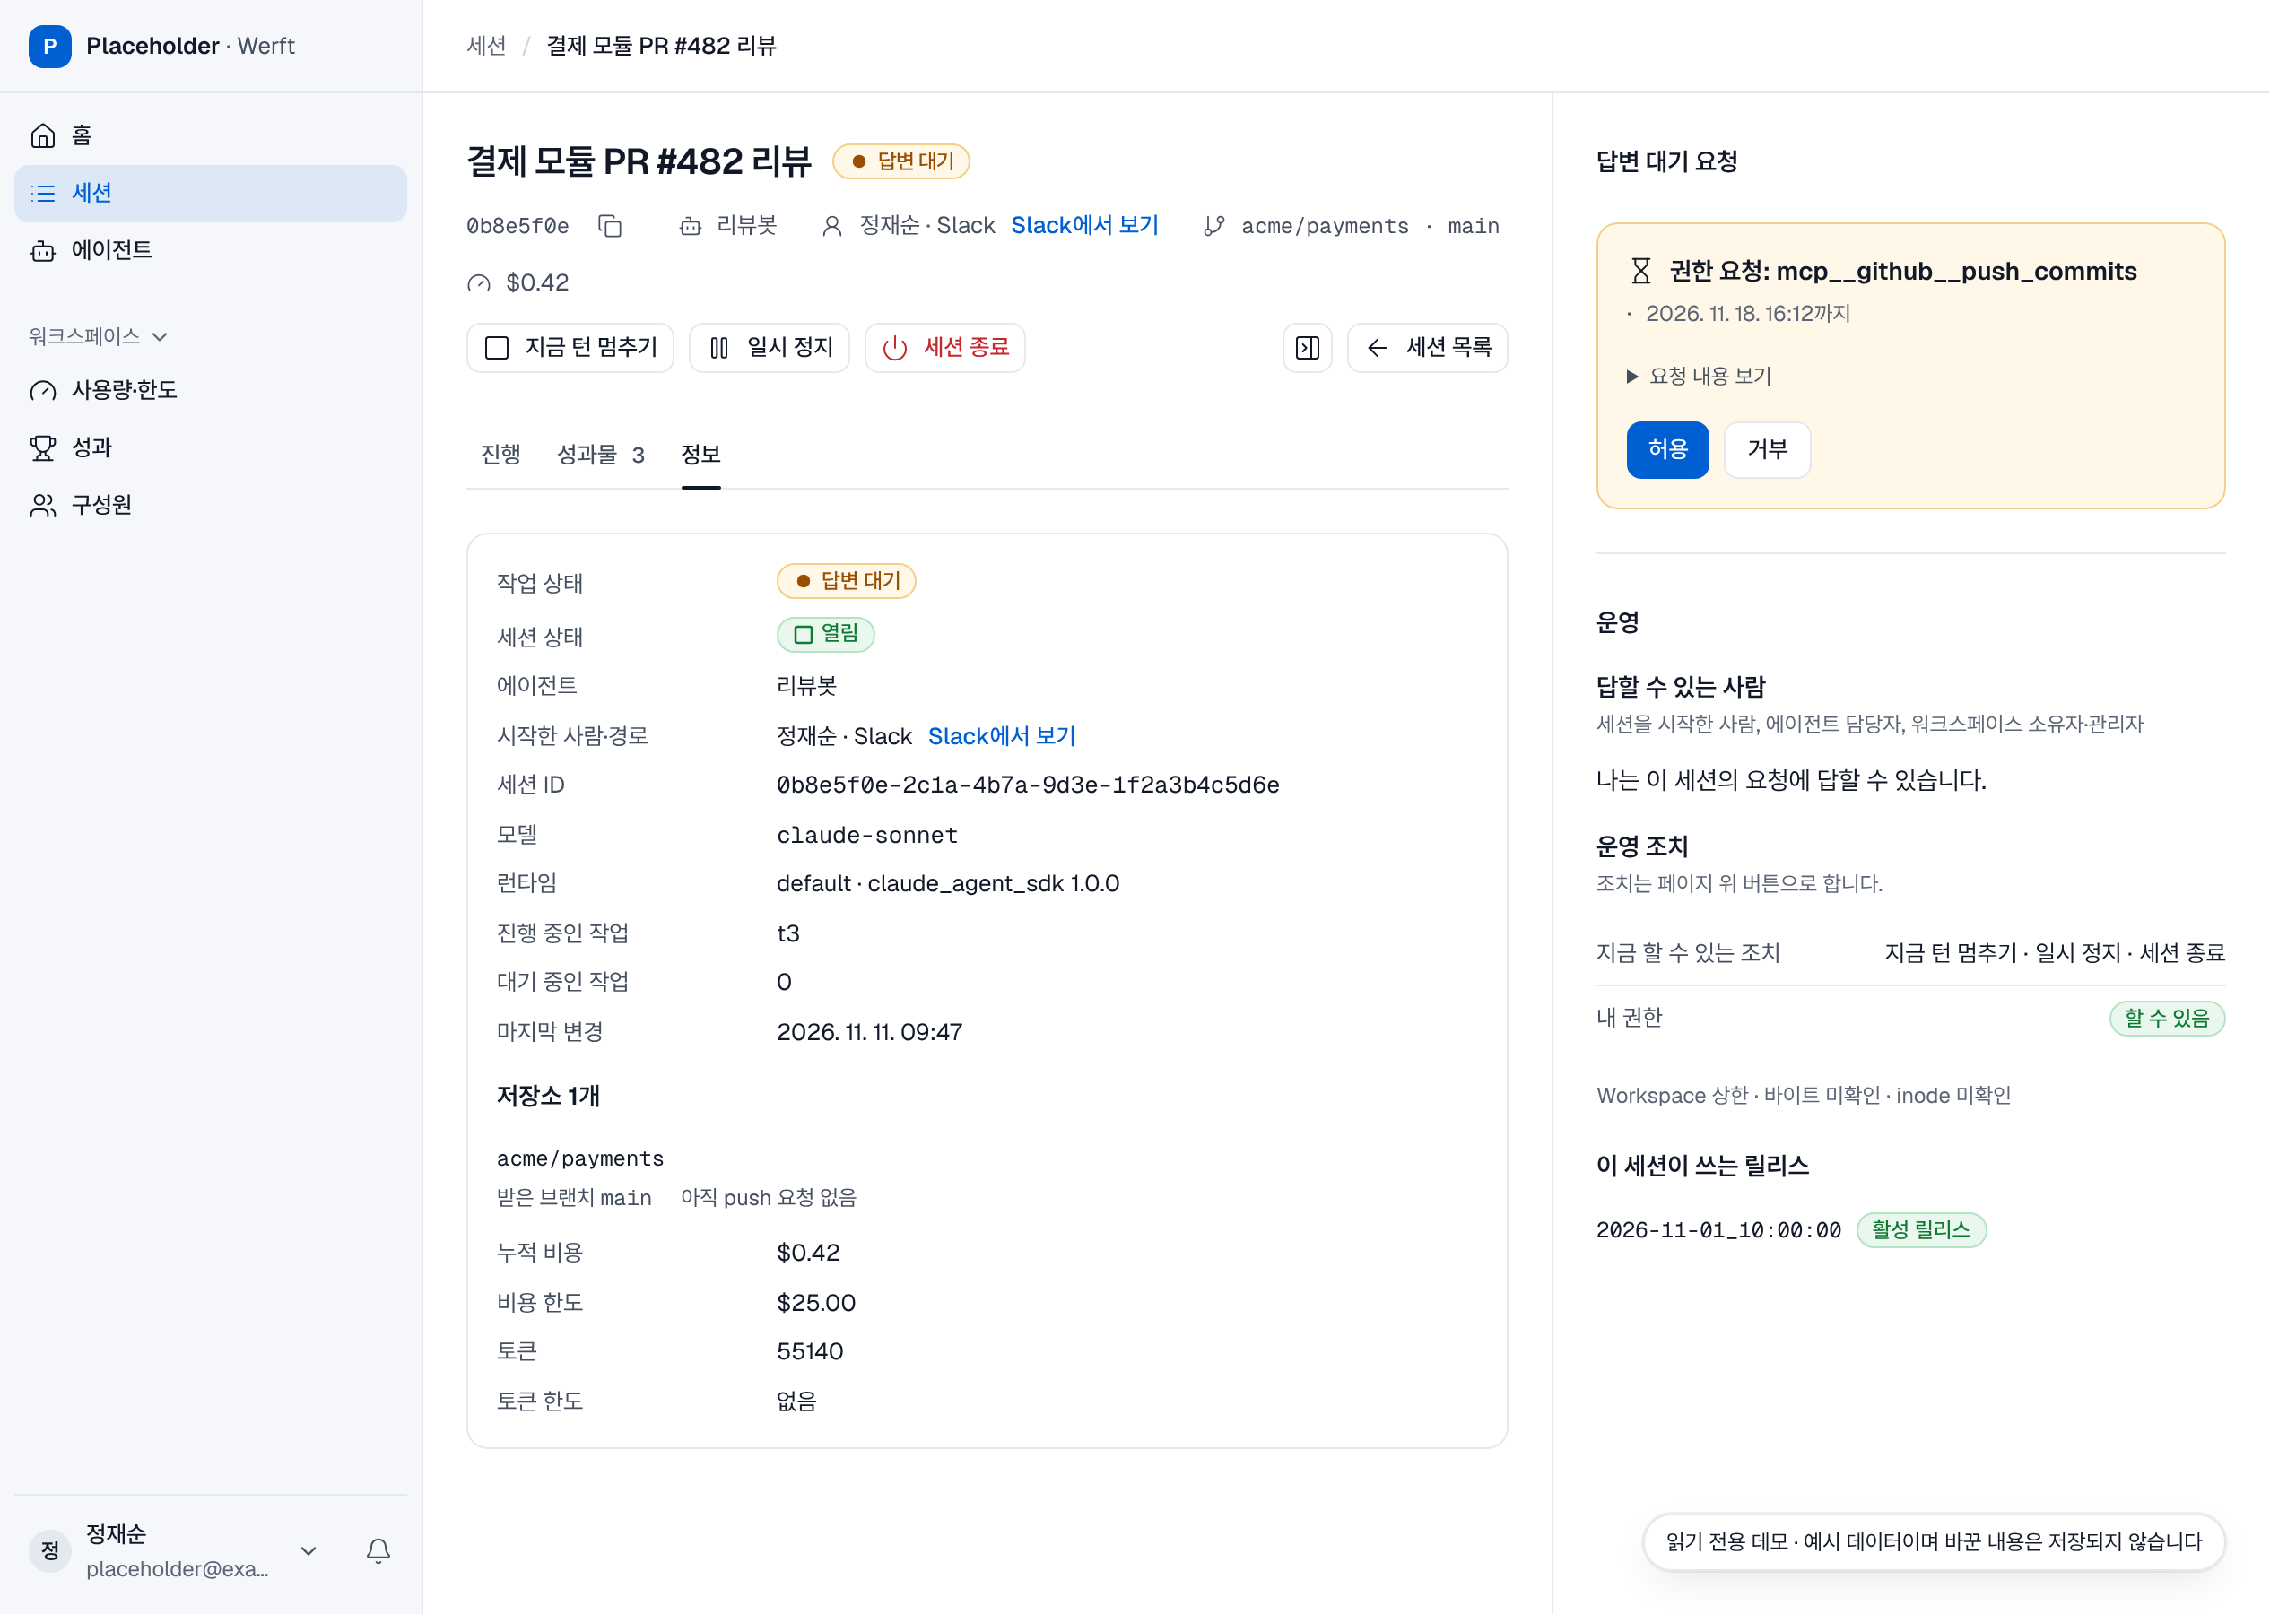 P Placeholder · Werft
홈
세션
에이전트
워크스페이스
사용량·한도
성과
구성원
정 정재순
placeholder@exa...
세션 / 결제 모듈 PR #482 리뷰
결제 모듈 PR #482 리뷰 답변 대기
0b8e5f0e 리뷰봇 정재순 · Slack Slack에서 보기 acme/payments · main
$0.42
지금 턴 멈추기 일시 정지 세션 종료 세션 목록
진행 성과물 3 정보
작업 상태 답변 대기
세션 상태 열림
에이전트 리뷰봇
시작한 사람·경로 정재순 · Slack Slack에서 보기
세션 ID 0b8e5f0e-2c1a-4b7a-9d3e-1f2a3b4c5d6e
모델 claude-sonnet
런타임 default · claude_agent_sdk 1.0.0
진행 중인 작업 t3
대기 중인 작업 0
마지막 변경 2026. 11. 11. 09:47
저장소 1개
acme/payments
받은 브랜치 main 아직 push 요청 없음
누적 비용 $0.42
비용 한도 $25.00
토큰 55140
토큰 한도 없음
답변 대기 요청
권한 요청: mcp__github__push_commits
· 2026. 11. 18. 16:12까지
요청 내용 보기
허용 거부
운영
답할 수 있는 사람
세션을 시작한 사람, 에이전트 담당자, 워크스페이스 소유자·관리자
나는 이 세션의 요청에 답할 수 있습니다.
운영 조치
조치는 페이지 위 버튼으로 합니다.
지금 할 수 있는 조치 지금 턴 멈추기 · 일시 정지 · 세션 종료
내 권한 할 수 있음
Workspace 상한 · 바이트 미확인 · inode 미확인
이 세션이 쓰는 릴리스
2026-11-01_10:00:00 활성 릴리스
읽기 전용 데모 · 예시 데이터이며 바꾼 내용은 저장되지 않습니다